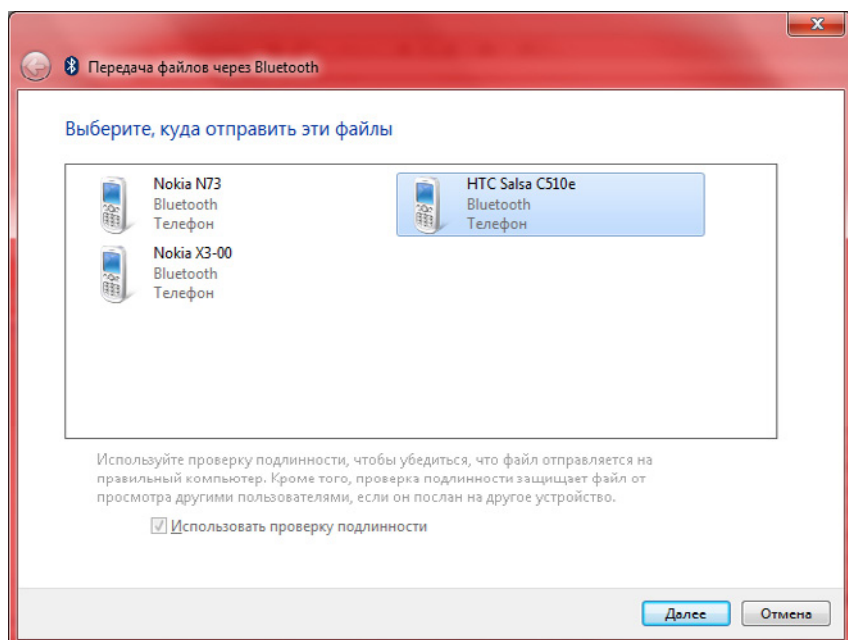 Передача файлов через Bluetooth
Выберите, куда отправить эти файлы
Nokia N73
Bluetooth
Телефон
HTC Salsa C510e
Bluetooth
Телефон
Nokia X3-00
Bluetooth
Телефон
Используйте проверку подлинности, чтобы убедиться, что файл отправляется на
правильный компьютер. Кроме того, проверка подлинности защищает файл от
просмотра другими пользователями, если он послан на другое устройство.
Использовать проверку подлинности
Далее
Отмена